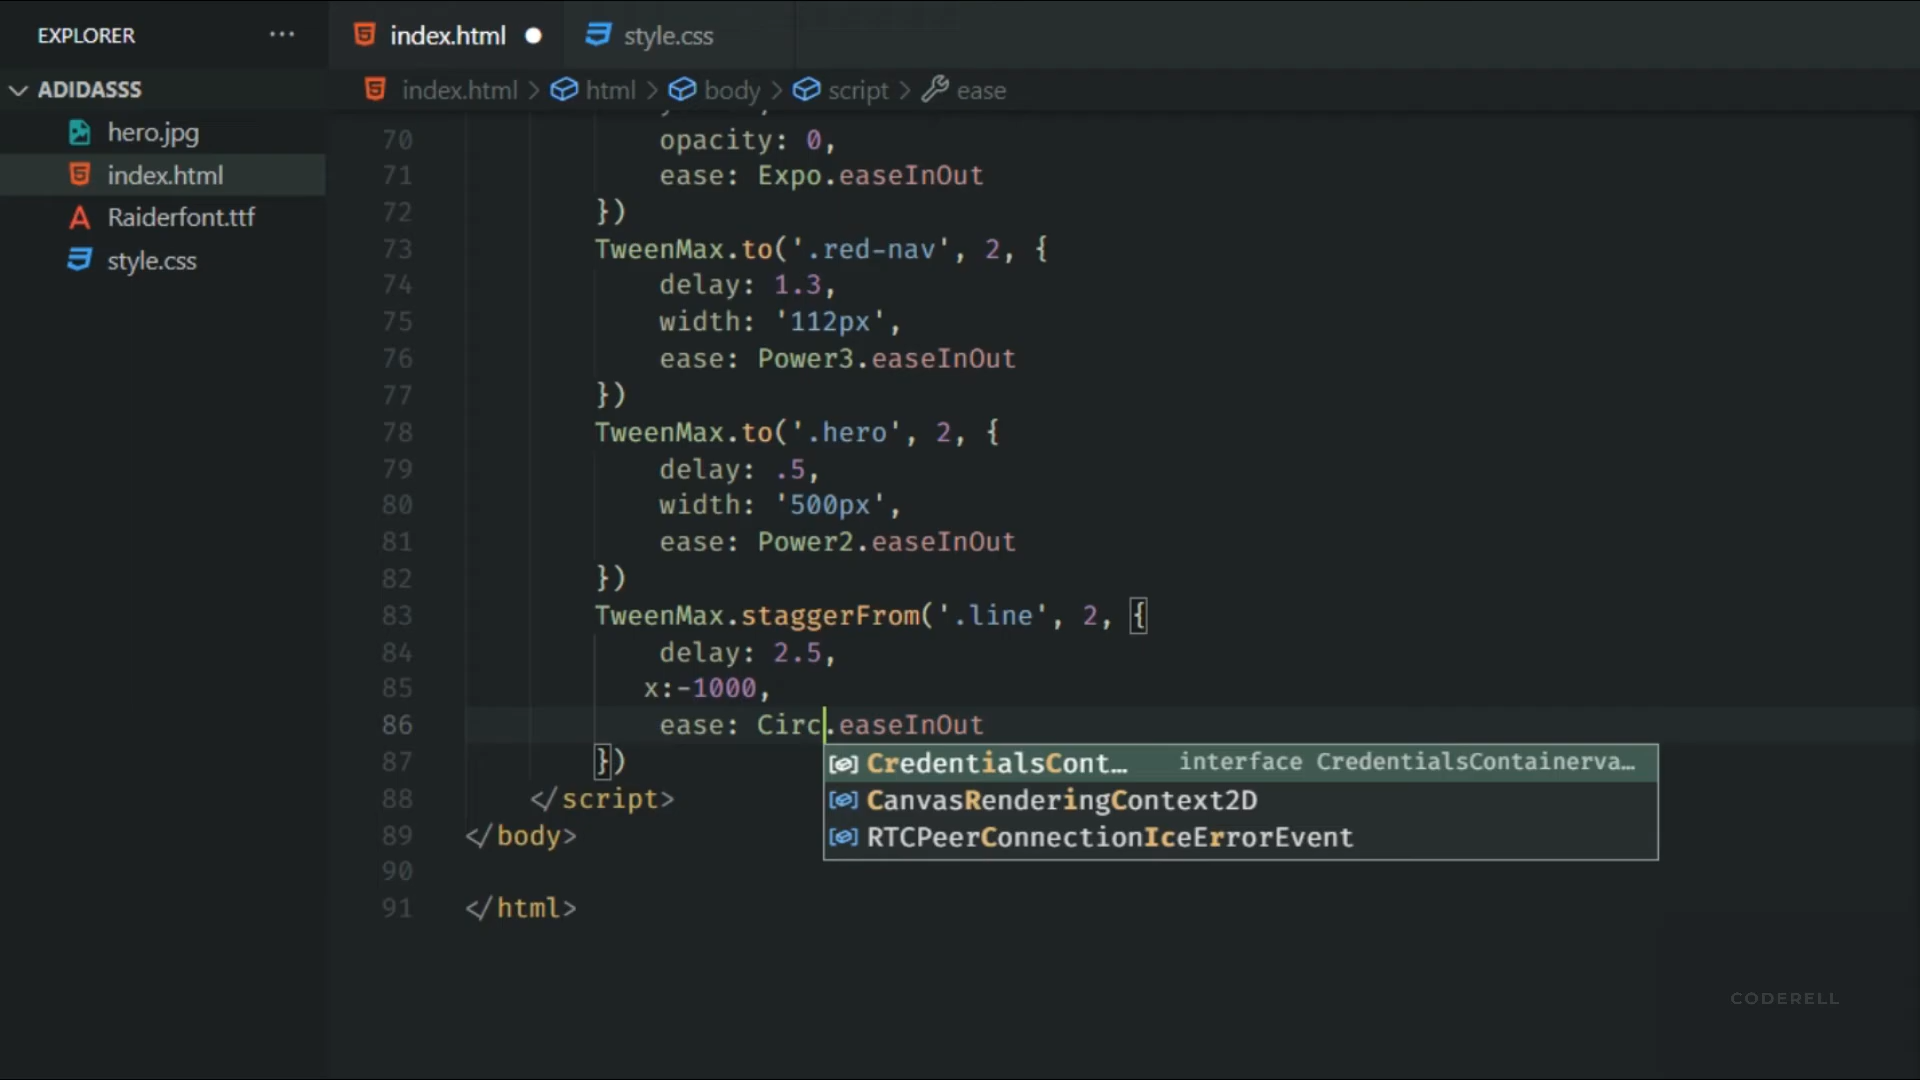 EXPLORER
index.html
style.css
ADIDASSS
index.html > html > body > script > ease
hero.jpg
index.html
Raiderfont.ttf
style.css
70 opacity: 0,
71 ease: Expo.easeInOut
72 })
73 TweenMax.to('.red-nav', 2, {
74 delay: 1.3,
75 width: '112px',
76 ease: Power3.easeInOut
77 })
78 TweenMax.to('.hero', 2, {
79 delay: .5,
80 width: '500px',
81 ease: Power2.easeInOut
82 })
83 TweenMax.staggerFrom('.line', 2, {
84 delay: 2.5,
85 x:-1000,
86 ease: Circ.easeInOut
87 })
CredentialsCont… interface CredentialsContainerva…
88 </script>
CanvasRenderingContext2D
89 </body>
RTCPeerConnectionIceErrorEvent
90
91 </html>
CODERELL